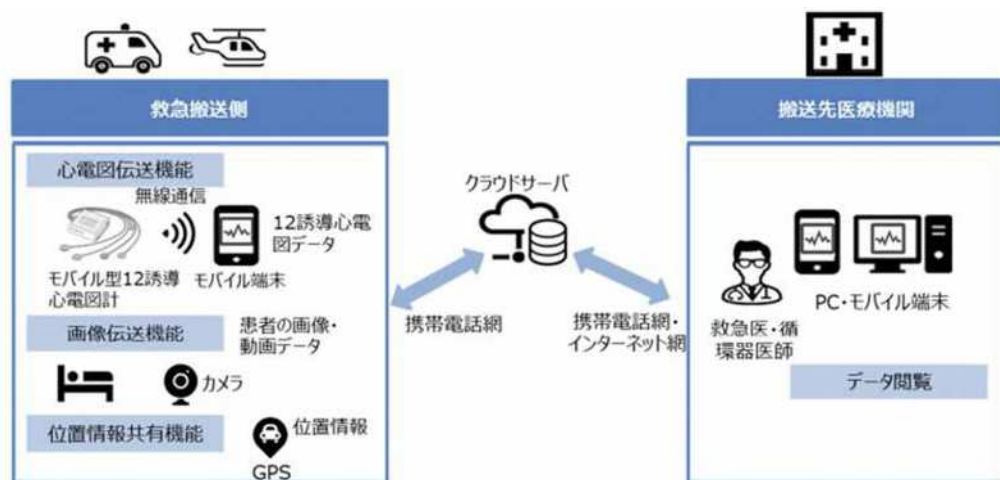 救急搬送側
心電図伝送機能
無線通信
12誘導心電
図データ
モバイル型12誘導
心電図計
モバイル端末
画像伝送機能
患者の画像・
動画データ
カメラ
位置情報共有機能
位置情報
GPS
クラウドサーバ
携帯電話網
携帯電話網・
インターネット網
搬送先医療機関
救急医・循
環器医師
PC・モバイル端末
データ閲覧